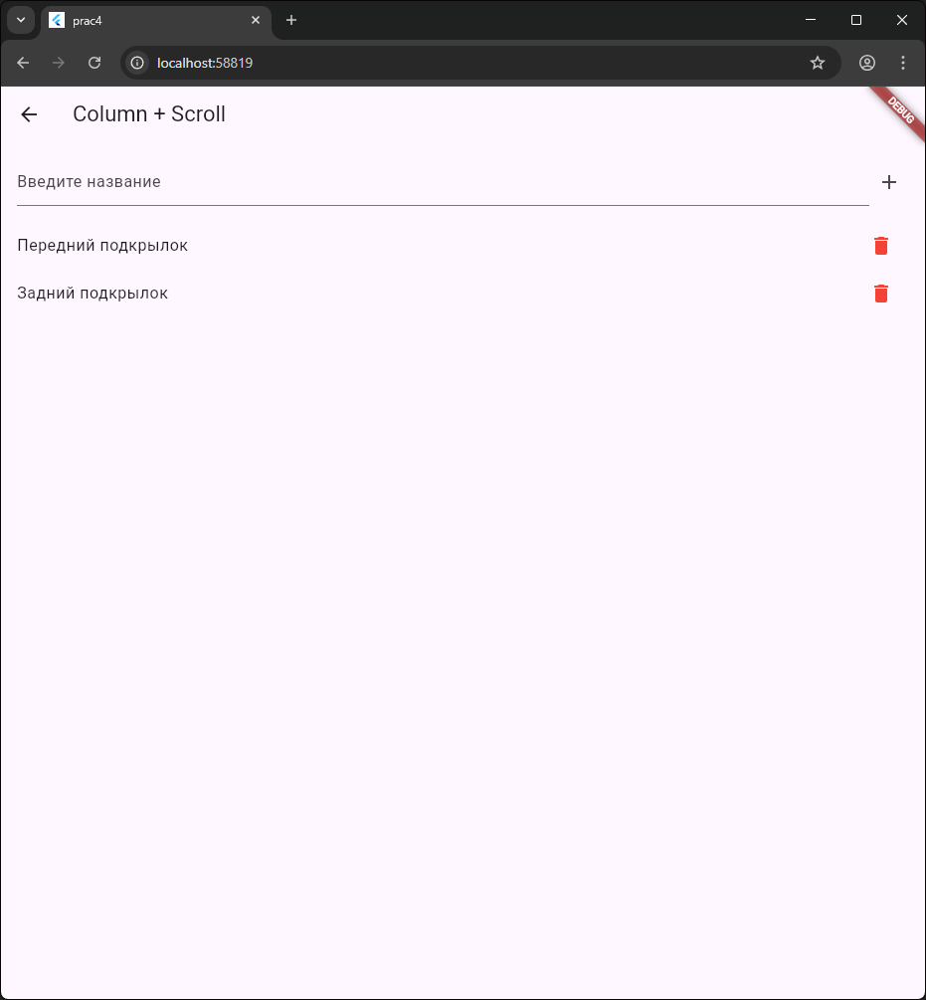 prac4
localhost:58819
Column + Scroll
DEBUG
Введите название
Передний подкрылок
Задний подкрылок